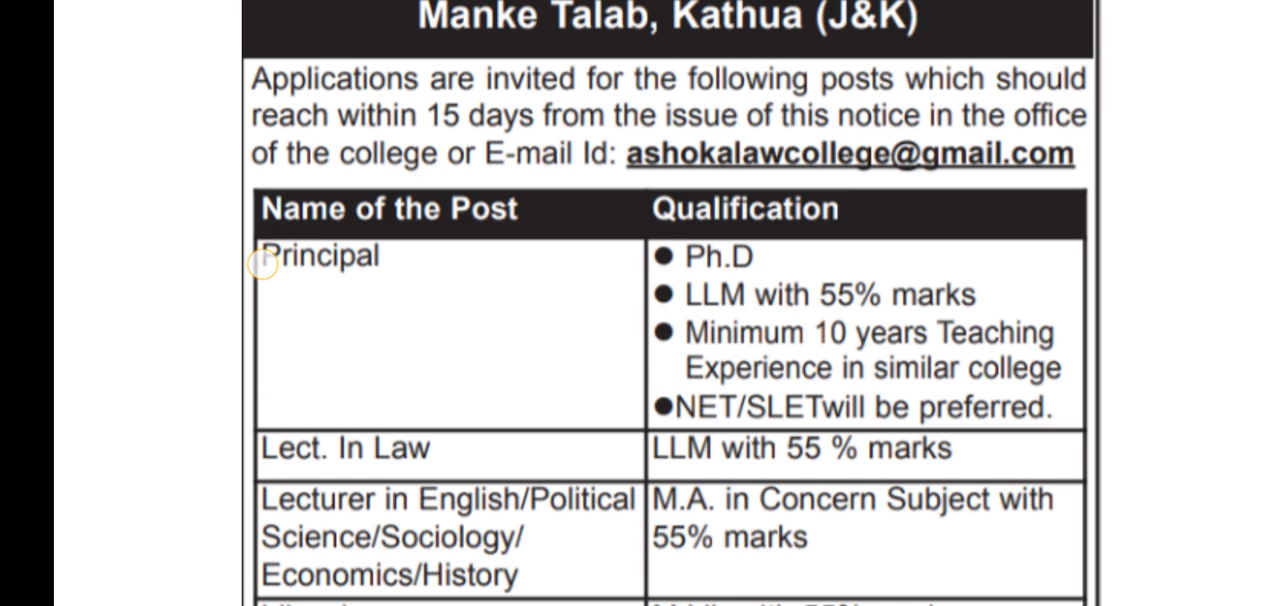 Manke Talab, Kathua (J&K)
Applications are invited for the following posts which should
reach within 15 days from the issue of this notice in the office
of the college or E-mail Id: ashokalawcollege@gmail.com
Name of the Post Qualification
Principal
● Ph.D
● LLM with 55% marks
● Minimum 10 years Teaching
Experience in similar college
●NET/SLETwill be preferred.
Lect. In Law
LLM with 55 % marks
Lecturer in English/Political
Science/Sociology/
Economics/History
M.A. in Concern Subject with
55% marks